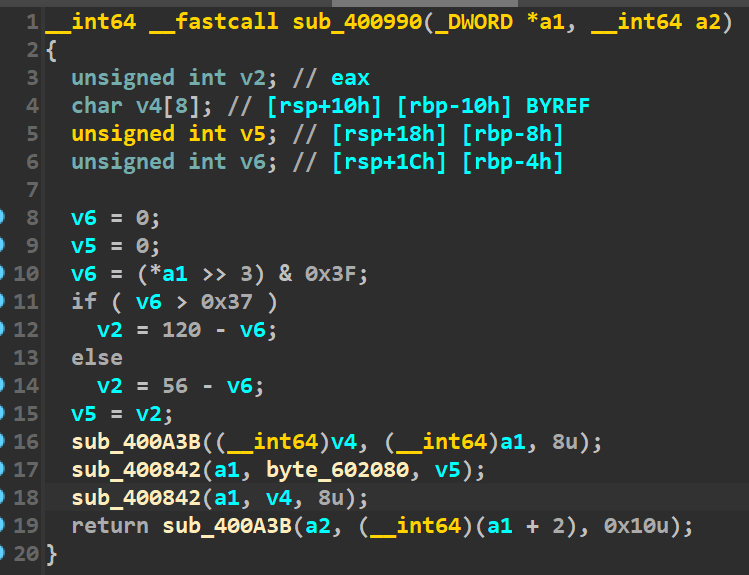 1 __int64 __fastcall sub_400990(_DWORD *a1, __int64 a2)
2 {
3   unsigned int v2; // eax
4   char v4[8]; // [rsp+10h] [rbp-10h] BYREF
5   unsigned int v5; // [rsp+18h] [rbp-8h]
6   unsigned int v6; // [rsp+1Ch] [rbp-4h]
7
8   v6 = 0;
9   v5 = 0;
10   v6 = (*a1 >> 3) & 0x3F;
11   if ( v6 > 0x37 )
12     v2 = 120 - v6;
13   else
14     v2 = 56 - v6;
15   v5 = v2;
16   sub_400A3B((__int64)v4, (__int64)a1, 8u);
17   sub_400842(a1, byte_602080, v5);
18   sub_400842(a1, v4, 8u);
19   return sub_400A3B(a2, (__int64)(a1 + 2), 0x10u);
20 }